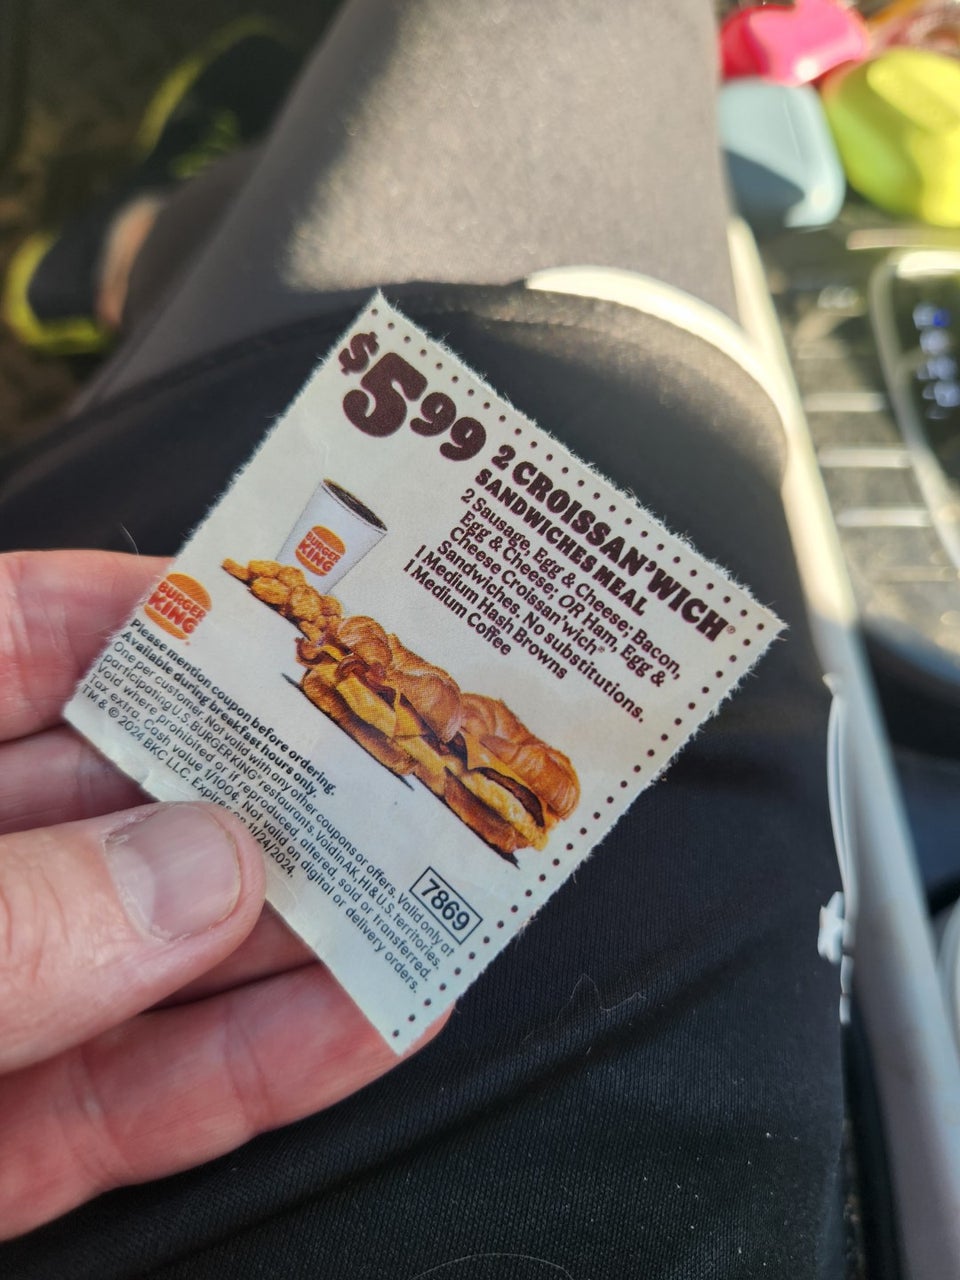 $5.99
2 CROISSAN'WICH®
SANDWICHES MEAL
2 Sausage, Egg & Cheese; Bacon,
Egg & Cheese; OR Ham, Egg &
Cheese Croissan'wich®
Sandwiches. No substitutions.
1 Medium Hash Browns
1 Medium Coffee
BURGER
KING
BURGER
KING
Please mention coupon before ordering.
Available during breakfast hours only.
One per customer. Not valid with any other coupons or offers. Valid only at
participating U.S. BURGER KING® restaurants. Void in AK, HI & U.S. territories.
Void where prohibited or if reproduced, altered, sold or transferred.
Tax extra. Cash value 1/100¢. Not valid on digital or delivery orders.
TM & © 2024 BKC LLC. Expires on 11/24/2024.
7869